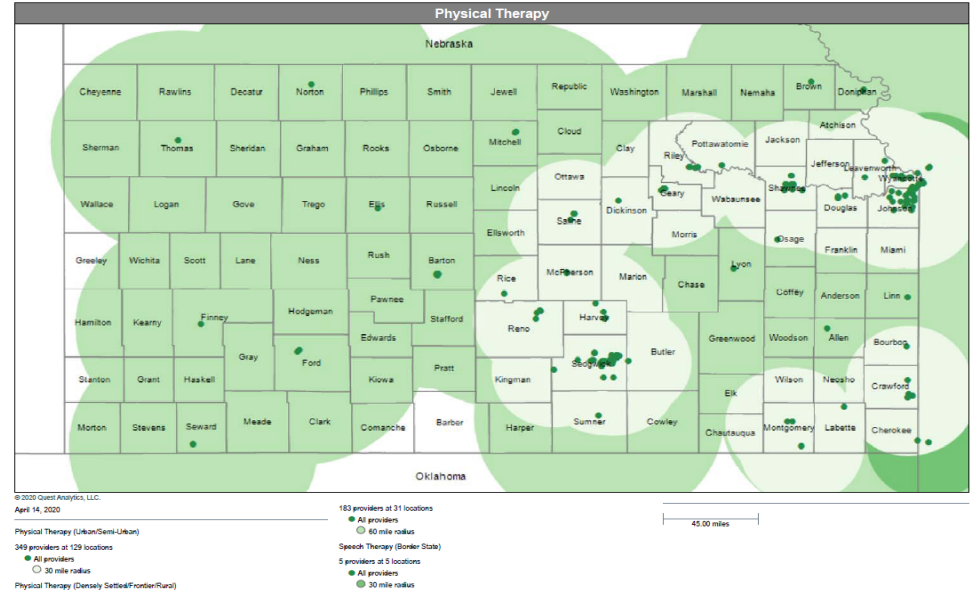 Physical Therapy
Nebraska
Cheyenne Rawlins Decatur Norton Phillips Smith Jewell Republic Washington Marshall Nemaha Brown Doniphan
Sherman Thomas Sheridan Graham Rooks Osborne Mitchell Cloud Clay Riley Pottawatomie Jackson Atchison
Jefferson Leavenworth
Wallace Logan Gove Trego Ellis Russell Lincoln Ottawa Dickinson Geary Wabaunsee Shawnee Wyandotte
Saline Douglas Johnson
Ellsworth Morris Osage
Greeley Wichita Scott Lane Ness Rush Barton Rice McPherson Marion Lyon Franklin Miami
Hamilton Kearny Finney Hodgeman Pawnee Stafford Reno Harvey Chase Coffey Anderson Linn
Gray Ford Edwards Sedgwick Butler Greenwood Woodson Allen Bourbon
Stanton Grant Haskell Kiowa Pratt Kingman Elk Wilson Neosho Crawford
Morton Stevens Seward Meade Clark Comanche Barber Harper Sumner Cowley Chautauqua Montgomery Labette Cherokee
Oklahoma
© 2020 Quest Analytics, LLC.
April 14, 2020
Physical Therapy (Urban/Semi-Urban)
349 providers at 129 locations
All providers
30 mile radius
Physical Therapy (Densely Settled/Frontier/Rural)
183 providers at 31 locations
All providers
60 mile radius
Speech Therapy (Border State)
5 providers at 5 locations
All providers
30 mile radius
45.00 miles